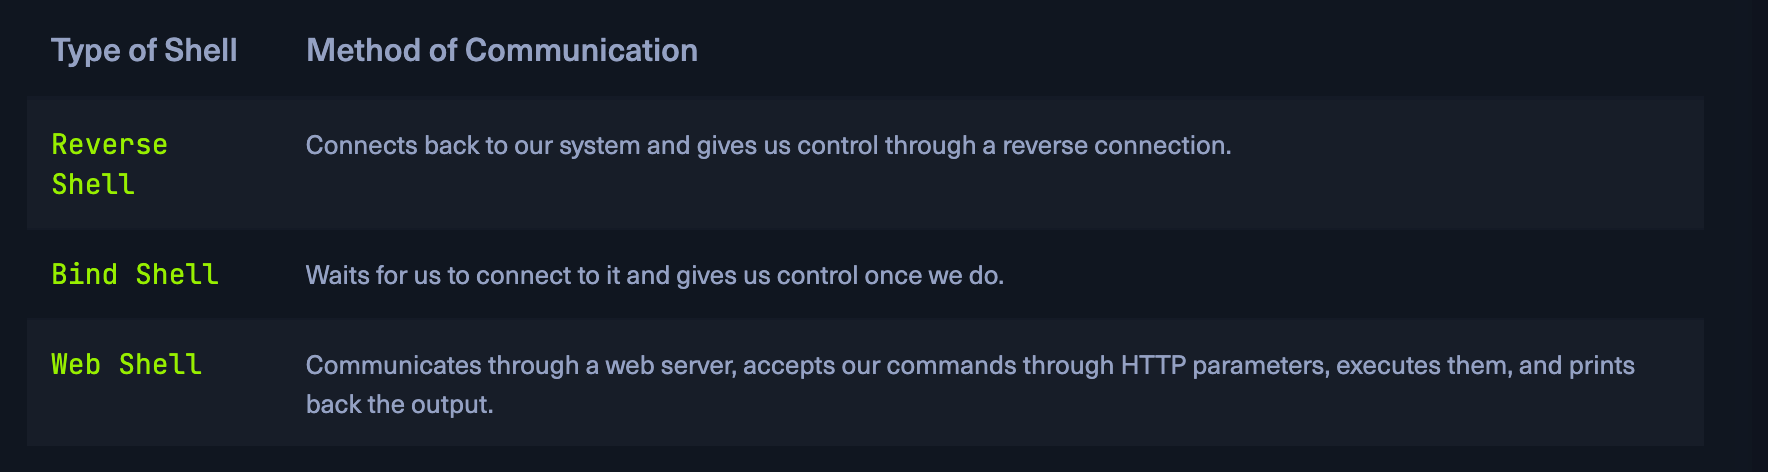 Type of Shell Method of Communication
Reverse Shell
Connects back to our system and gives us control through a reverse connection.
Bind Shell Waits for us to connect to it and gives us control once we do.
Web Shell Communicates through a web server, accepts our commands through HTTP parameters, executes them, and prints
back the output.